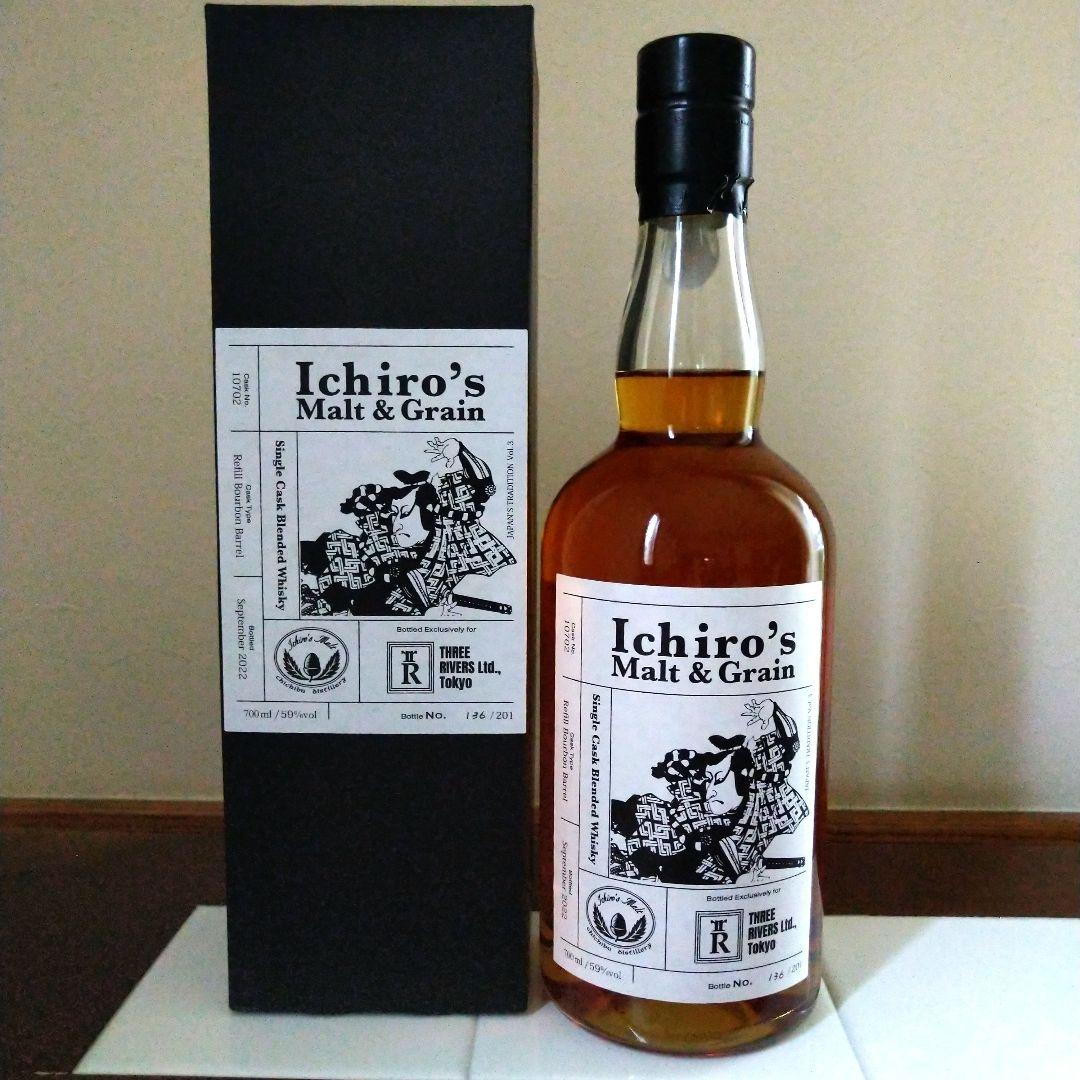 Ichiro's
Malt & Grain
Cask No.
10702
Cask Type
Refill Bourbon Barrel
Bottled
September 2022
Single Cask Blended Whisky
JAPAN'S TRADITION Vol.3
Ichiro's Malt
Chichibu distillery
Bottled Exclusively for
TR
THREE
RIVERS Ltd.,
Tokyo
700ml / 59%vol
Bottle No. 136 / 201
Ichiro's
Malt & Grain
Cask No.
10702
Cask Type
Refill Bourbon Barrel
Bottled
September 2022
Single Cask Blended Whisky
Ichiro's Malt
Chichibu distillery
Bottled Exclusively for
TR
THREE
RIVERS Ltd.,
Tokyo
700ml / 59%vol
Bottle No. 136 / 201